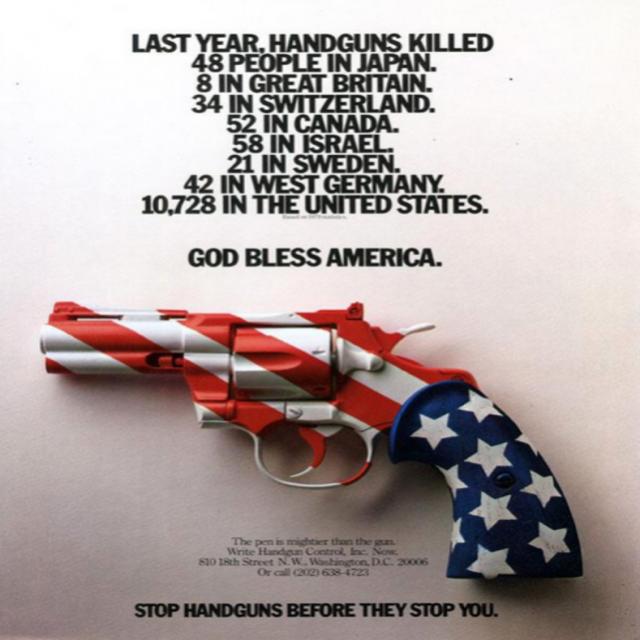 LAST YEAR, HANDGUNS KILLED
48 PEOPLE IN JAPAN.
8 IN GREAT BRITAIN.
34 IN SWITZERLAND.
52 IN CANADA.
58 IN ISRAEL.
21 IN SWEDEN.
42 IN WEST GERMANY.
10,728 IN THE UNITED STATES.
GOD BLESS AMERICA.
The pen is mightier than the gun.
Write Handgun Control, Inc. Now.
810 18th Street N.W., Washington, D.C. 20006
Or call (202) 638-4723
STOP HANDGUNS BEFORE THEY STOP YOU.